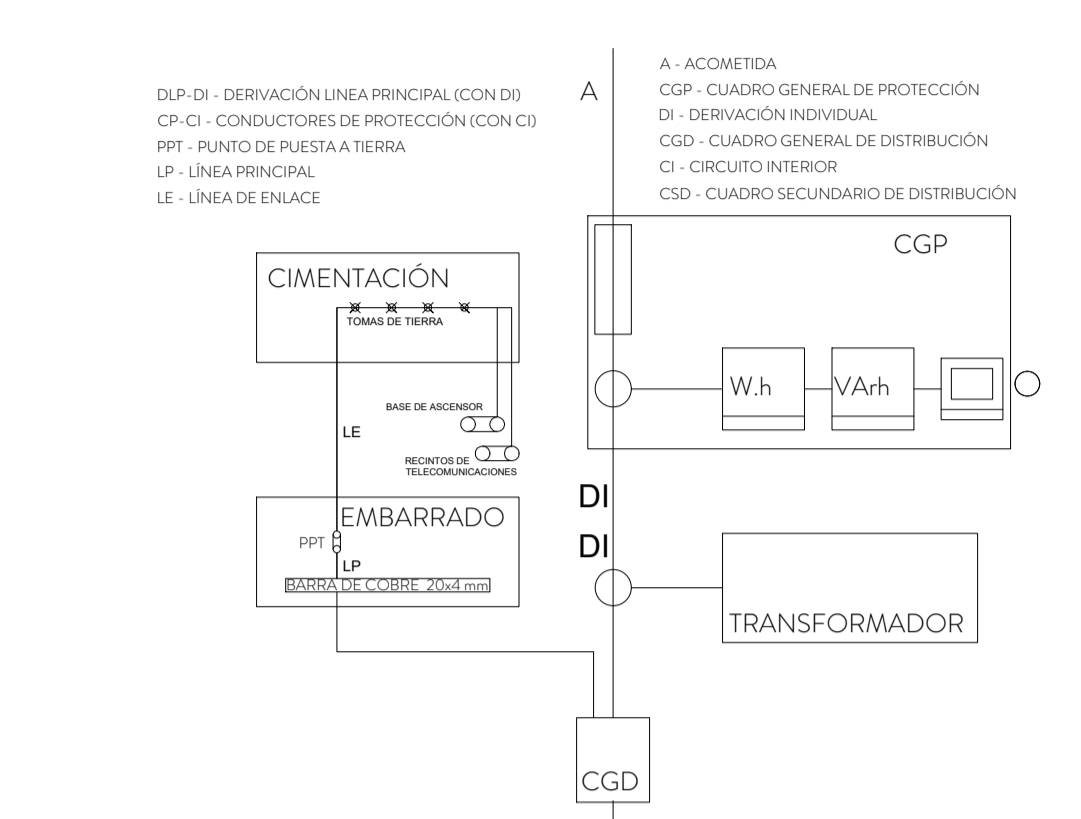 DLP-DI - DERIVACIÓN LINEA PRINCIPAL (CON DI)
CP-CI - CONDUCTORES DE PROTECCIÓN (CON CI)
PPT - PUNTO DE PUESTA A TIERRA
LP - LÍNEA PRINCIPAL
LE - LÍNEA DE ENLACE
A
A - ACOMETIDA
CGP - CUADRO GENERAL DE PROTECCIÓN
DI - DERIVACIÓN INDIVIDUAL
CGD - CUADRO GENERAL DE DISTRIBUCIÓN
CI - CIRCUITO INTERIOR
CSD - CUADRO SECUNDARIO DE DISTRIBUCIÓN
CGP
CIMENTACIÓN
TOMAS DE TIERRA
W.h
VArh
BASE DE ASCENSOR
LE
RECINTOS DE
TELECOMUNICACIONES
DI
EMBARRADO
PPT
DI
LP
BARRA DE COBRE 20x4 mm
TRANSFORMADOR
CGD